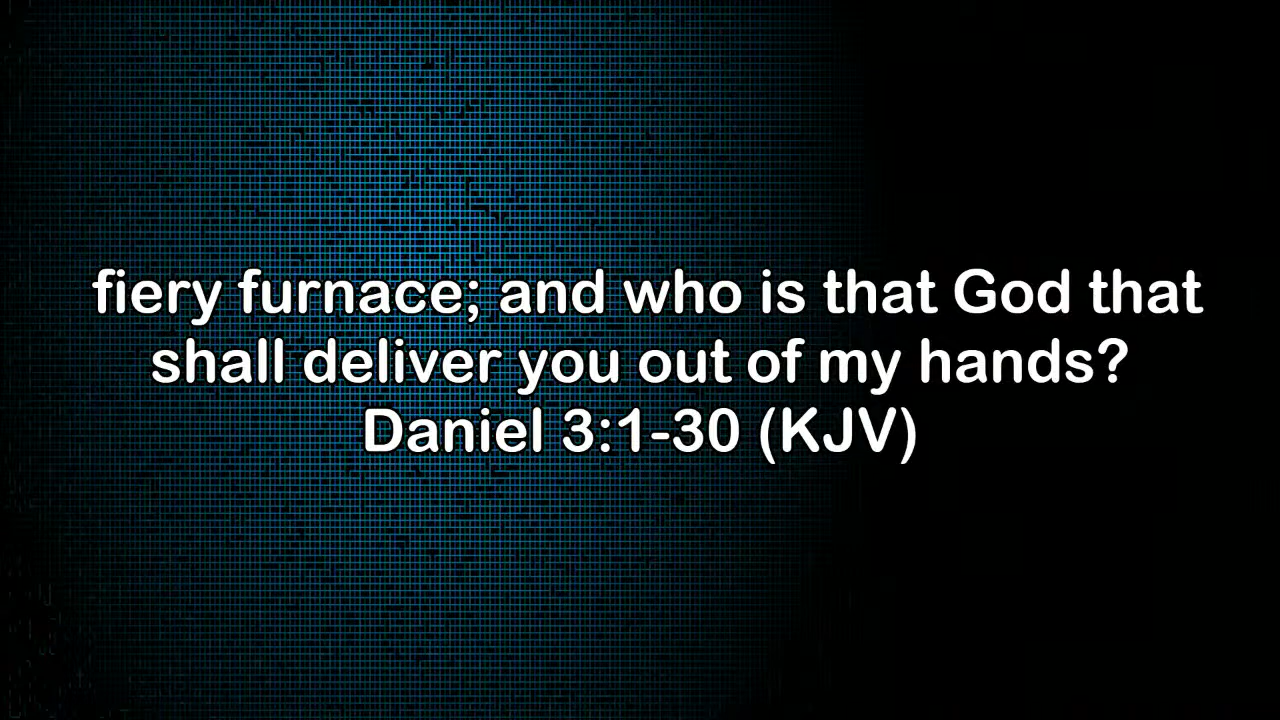 fiery furnace; and who is that God that
shall deliver you out of my hands?
Daniel 3:1-30 (KJV)